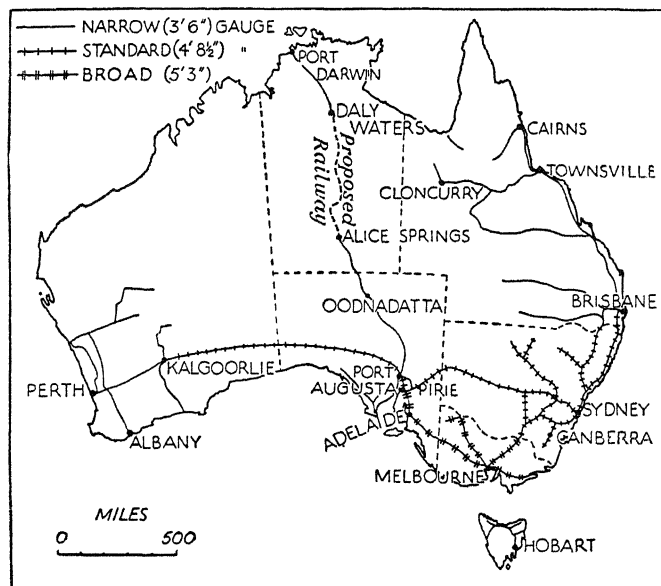 NARROW (3' 6") GAUGE
STANDARD (4' 8½") "
BROAD (5' 3")
PORT
DARWIN
DALY
WATERS
Proposed
Railway
CAIRNS
TOWNSVILLE
CLONCURRY
ALICE SPRINGS
OODNADATTA
BRISBANE
KALGOORLIE
PORT
AUGUSTA
PIRIE
PERTH
ALBANY
ADELAIDE
SYDNEY
CANBERRA
MELBOURNE
MILES
0 500
HOBART